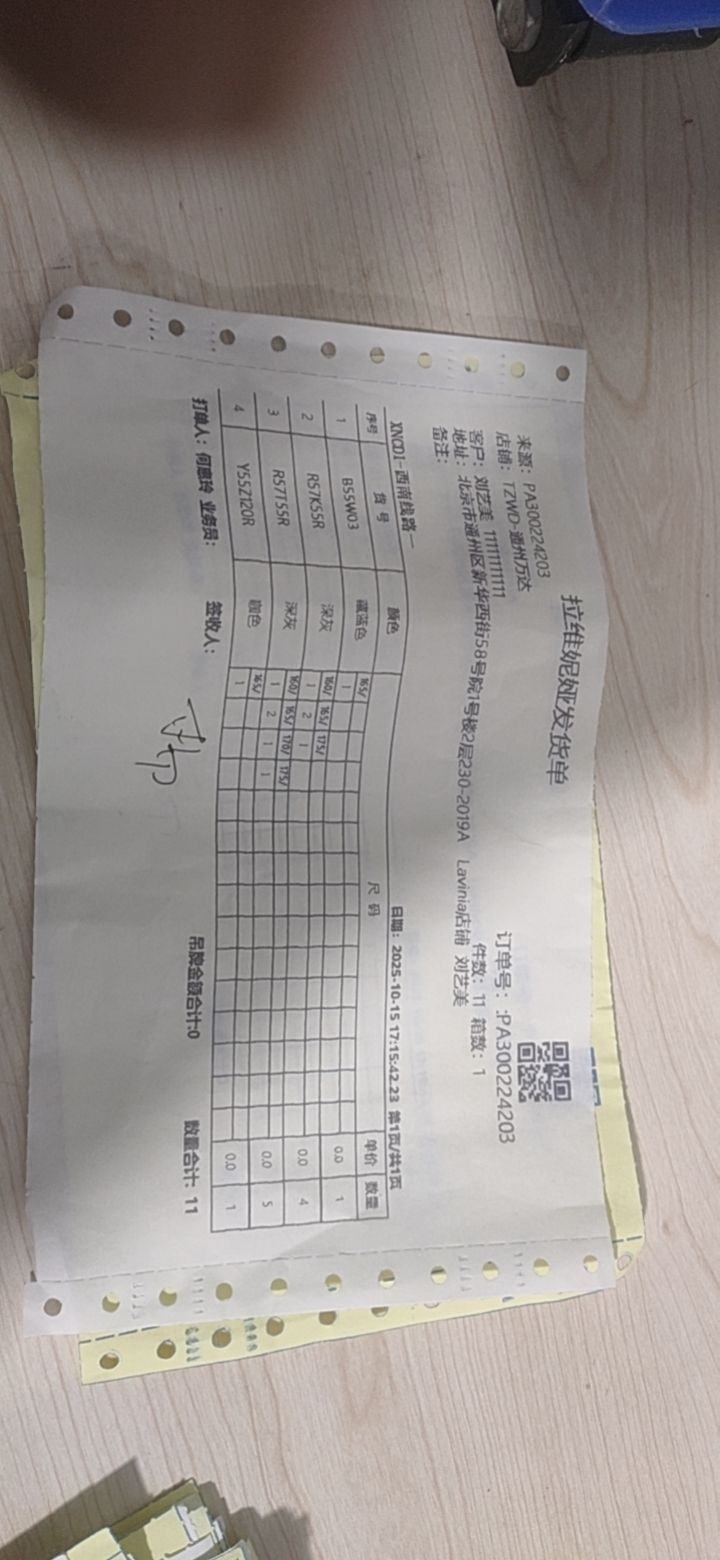 拉维妮娅发货单
来源：PA300224203
订单号：:PA300224203
店铺：TZWD-通州万达
件数：11 箱数：1
客户：刘艺美 11111111111
地址：北京市通州区新华西街58号院1号楼2层230-2019A Lavinia店铺 刘艺美
备注：
XNCD1-西南线路一 日期：2025-10-15 17:15:42.23 第1页/共1页
序号 货号 颜色 尺码 单价 数量
165/
1 B55W03 藏蓝色 1 0.0 1
160/ 165/ 175/
2 R57K55R 深灰 1 2 1 0.0 4
160/ 165/ 170/ 175/
3 R57T55R 深灰 1 2 1 1 0.0 5
165/
4 Y55Z120R 咖色 1 0.0 1
打单人：何惠玲 业务员： 签收人： 吊牌金额合计:0 数量合计：11